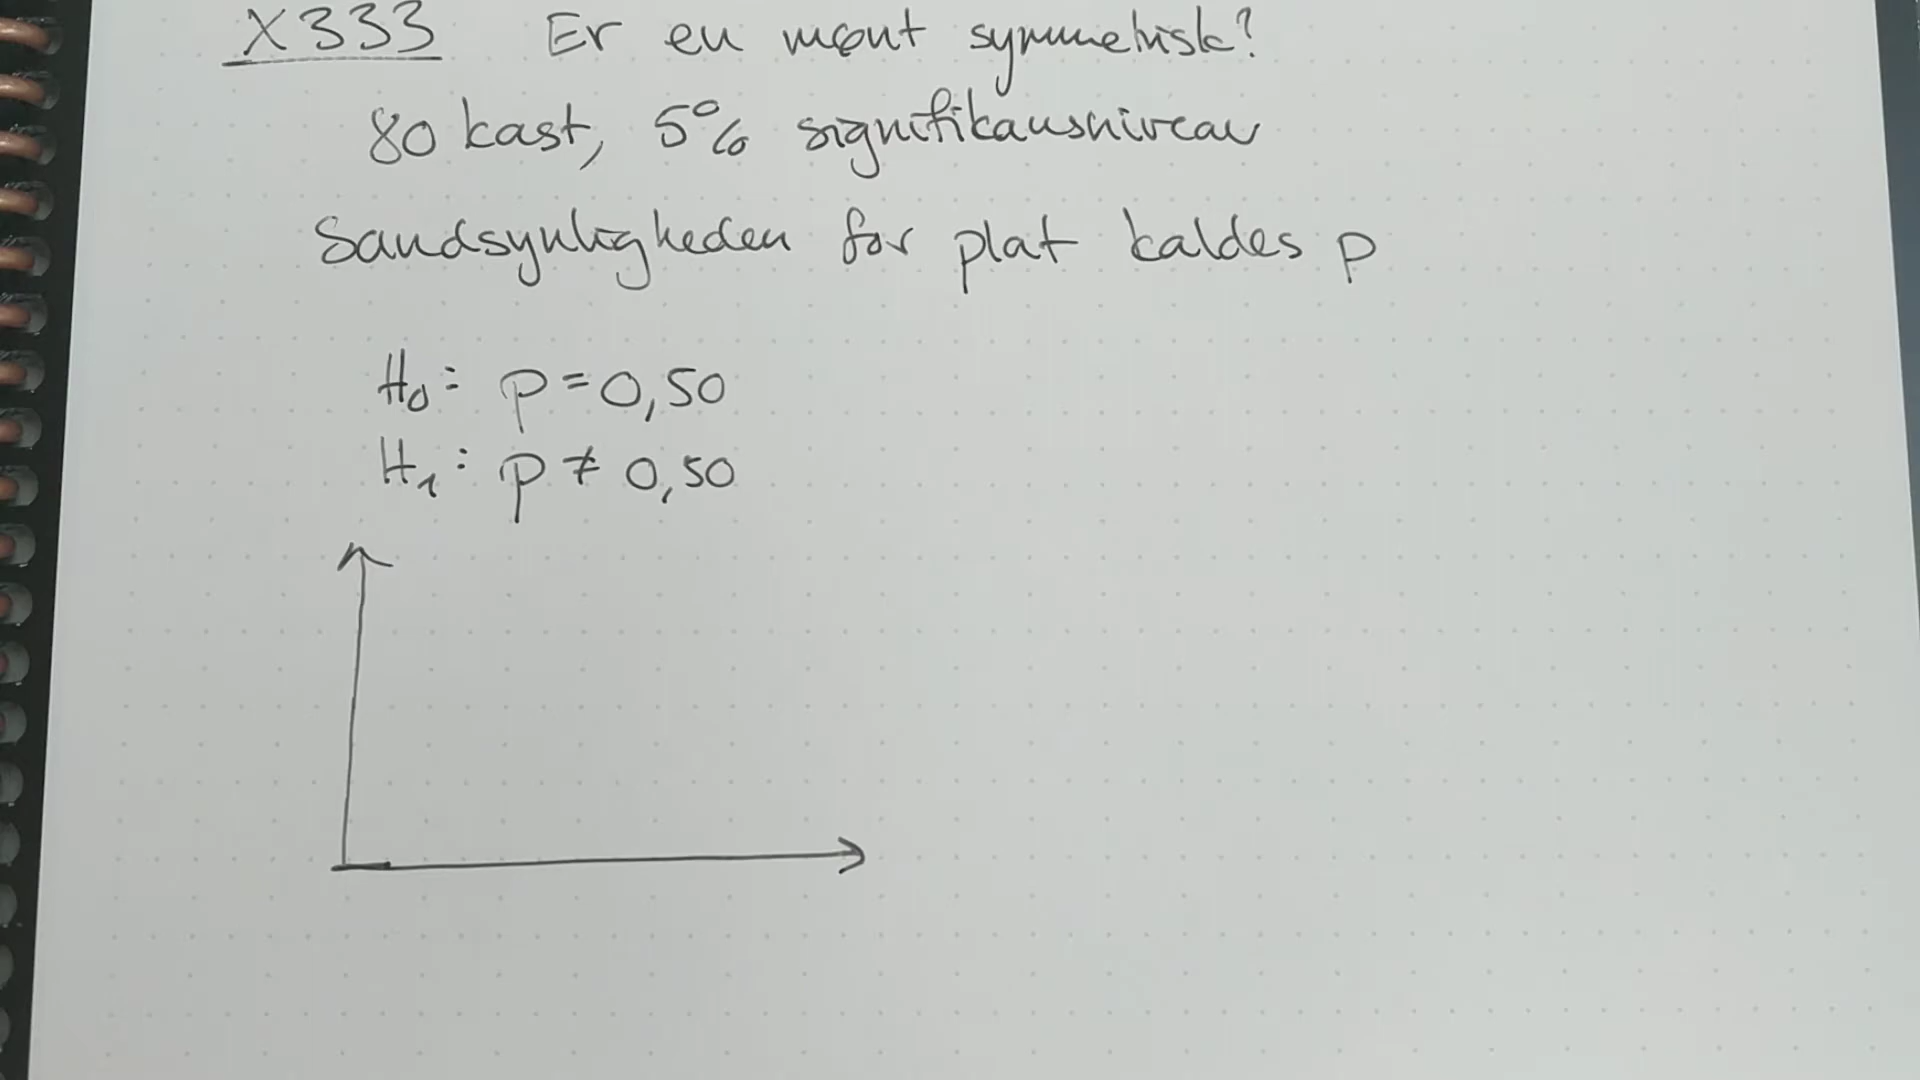 X333 Er en mønt symmetrisk?
80 kast, 5% signifikansniveau
Sandsynligheden for plat kaldes p
H₀: p = 0,50
H₁: p ≠ 0,50